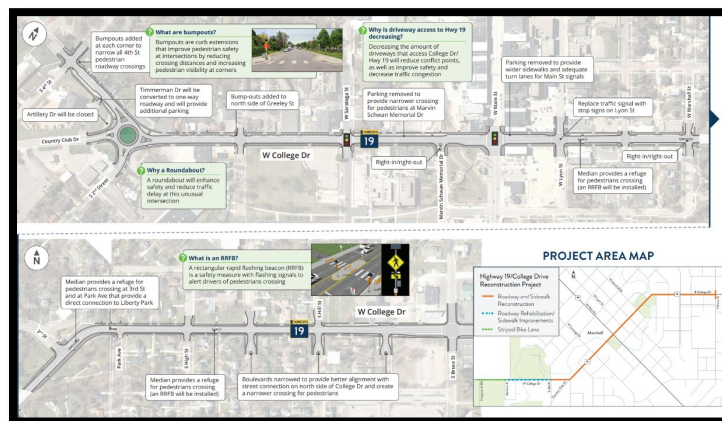 Bumpouts added
at each corner to
narrow all 4th St
pedestrian
roadway crossings
? What are bumpouts?
Bumpouts are curb extensions
that improve pedestrian safety
at intersections by reducing
crossing distances and increasing
pedestrian visibility at corners
? Why is driveway access to Hwy 19
decreasing?
Decreasing the amount of
driveways that access College Dr/
Hwy 19 will reduce conflict points,
as well as improve safety and
decrease traffic congestion
Parking removed to provide
wider sidewalks and adequate
turn lanes for Main St signals
S 4th St
Timmerman Dr will be
converted to one-way
roadway and will provide
additional parking
Bump-outs added to
north side of Greeley St
W Saratoga St
Parking removed to
provide narrower crossing
for pedestrians at Marvin
Schwan Memorial Dr
W Main St
Replace traffic signal with
stop signs on Lyon St
W Marshall St
Artillery Dr will be closed
Country Club Dr
W College Dr
19
Right-in/right-out
Marvin Schwan Memorial Dr
W Lyon St
Right-in/right-out
Median provides a refuge
for pedestrians crossing
(an RRFB will be installed)
S 2nd Street
? Why a Roundabout?
A roundabout will enhance
safety and reduce traffic
delay at this unusual
intersection
N
? What is an RRFB?
A rectangular rapid flashing beacon (RRFB)
is a safety measure with flashing signals to
alert drivers of pedestrians crossing
Median provides a refuge for
pedestrians crossing at 3rd St
and at Park Ave that provide a
direct connection to Liberty Park
3rd St
Park Ave
S High St
S Hill St
19
W College Dr
S Bruce St
Median provides a refuge
for pedestrians crossing
(an RRFB will be installed)
Boulevards narrowed to provide better alignment with
street connection on north side of College Dr and create
a narrower crossing for pedestrians
PROJECT AREA MAP
Highway 19/College Drive
Reconstruction Project
Roadway and Sidewalk
Reconstruction
Roadway Rehabilitation/
Sidewalk Improvements
Striped Bike Lane
N
Marshall
E College Dr
W College Dr